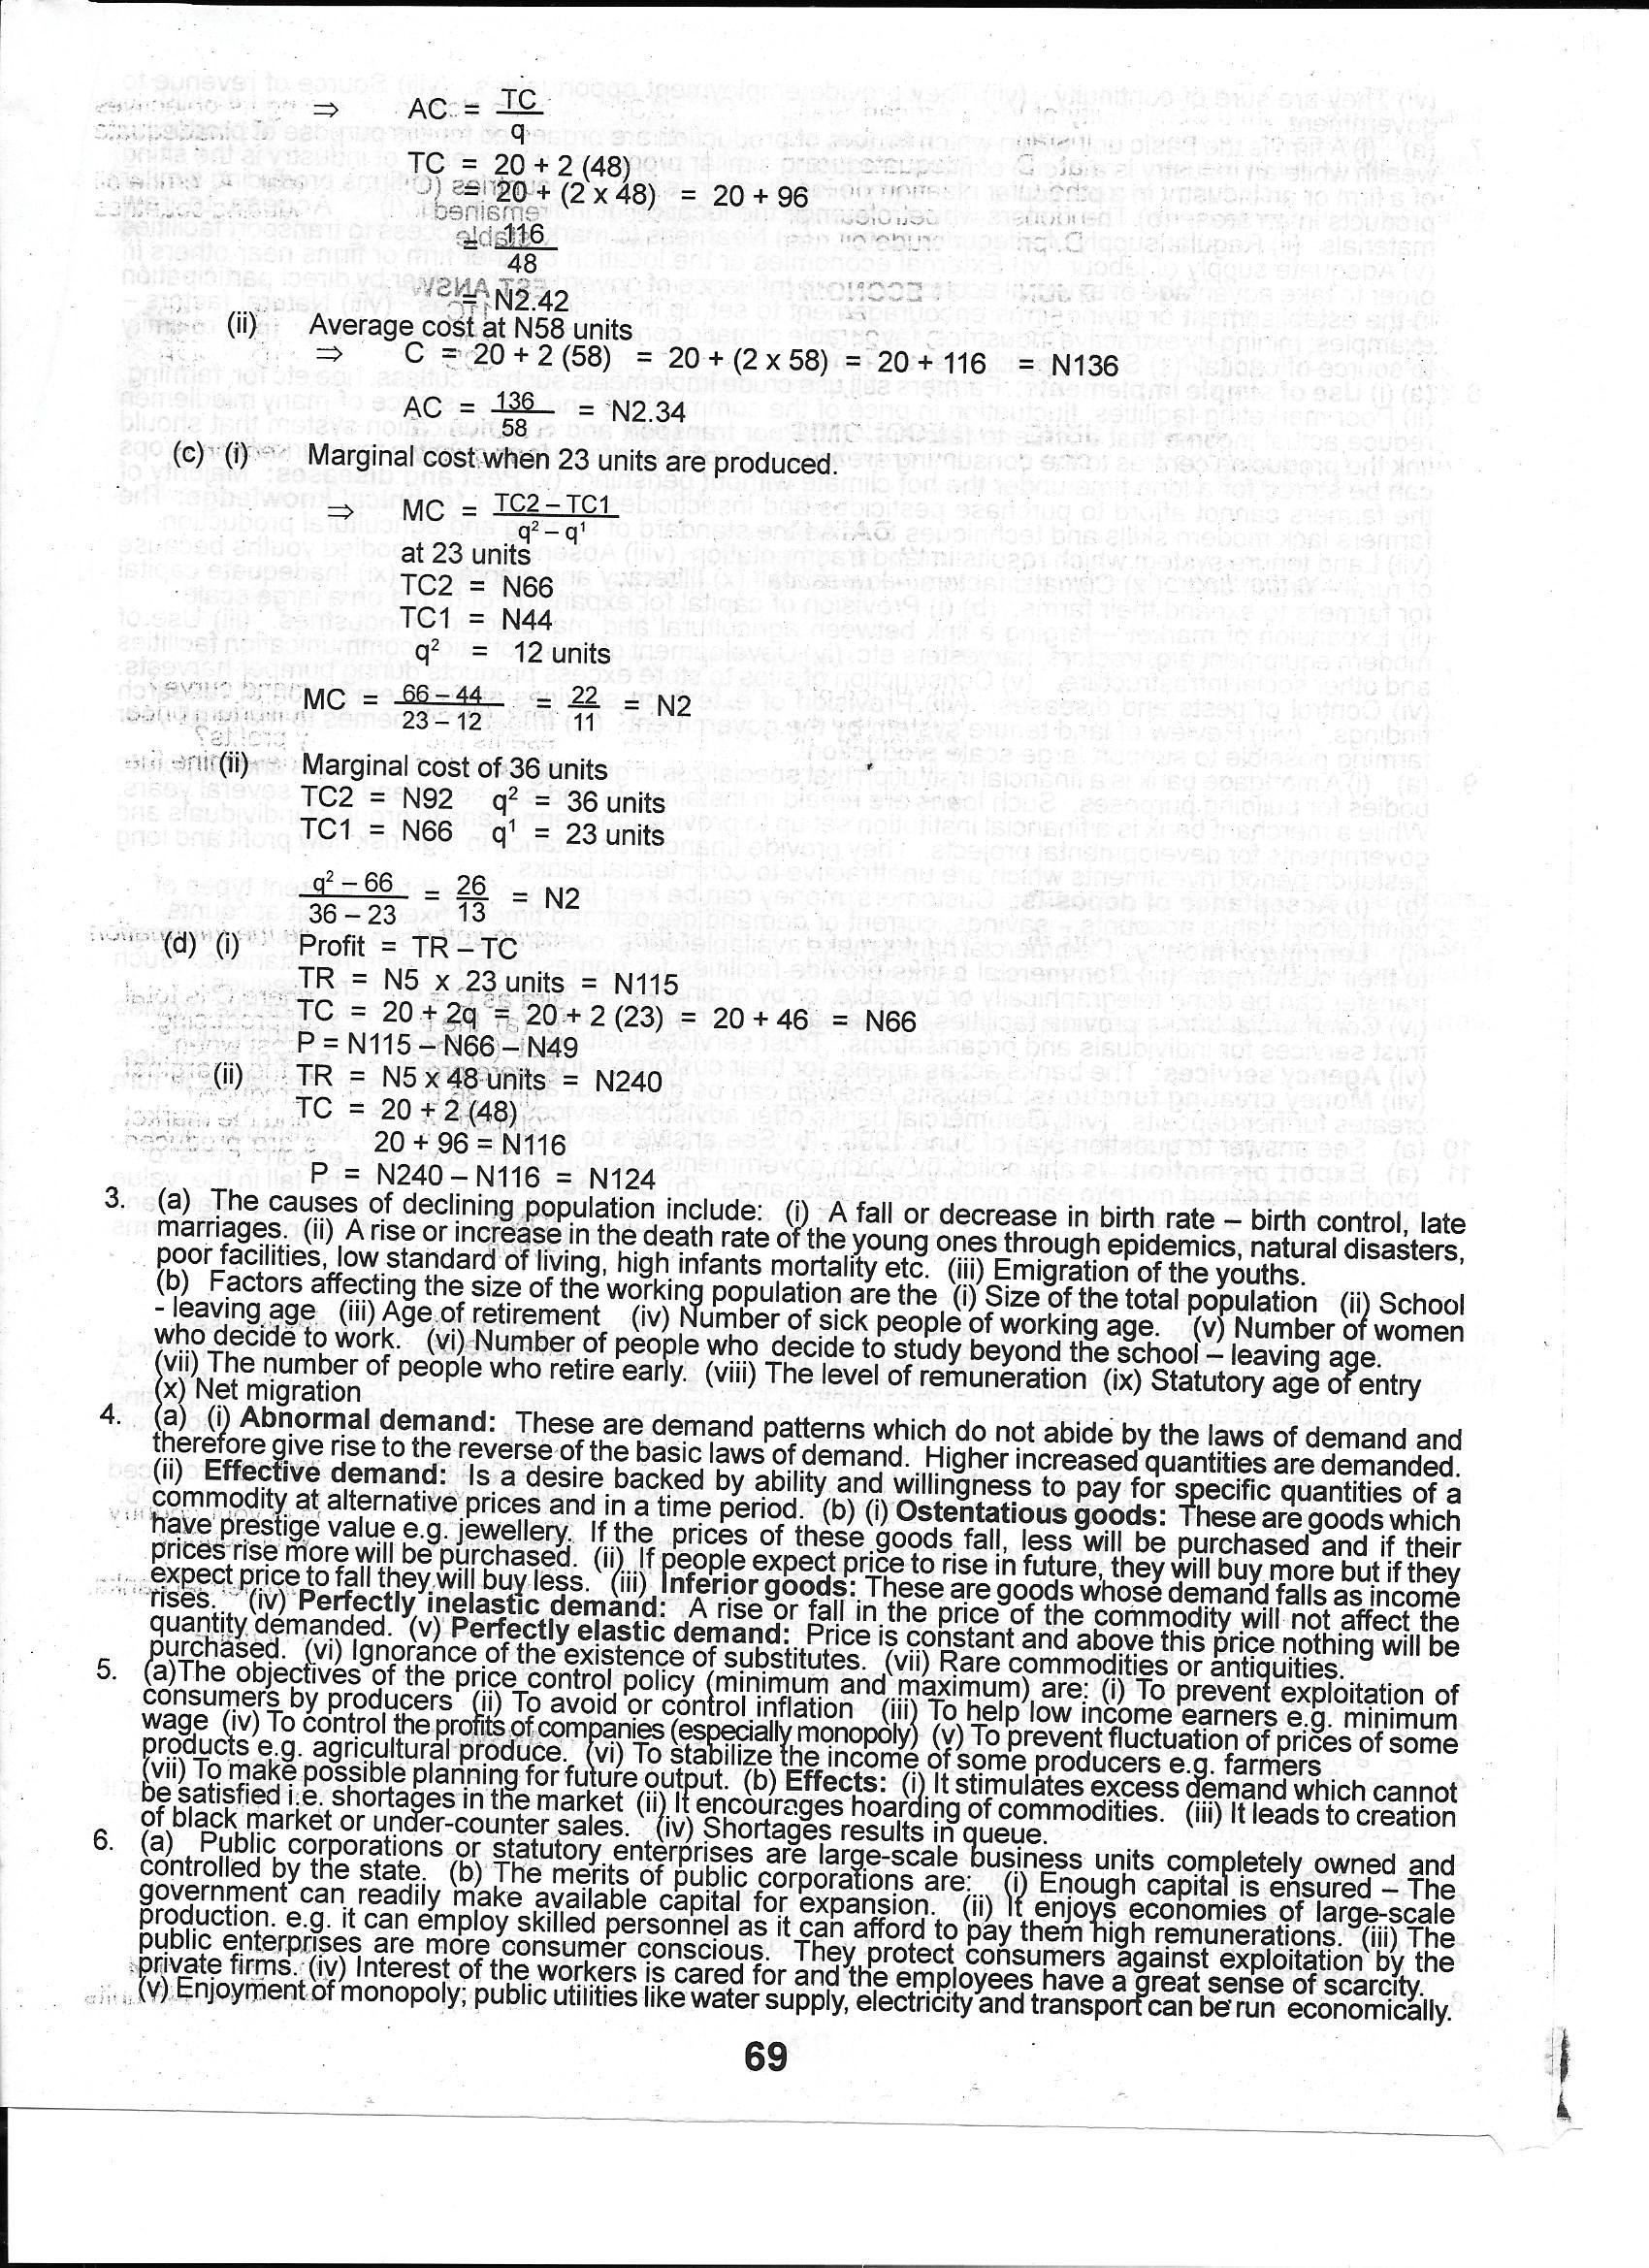 ⇒ AC = TC
q
TC = 20 + 2 (48)
= 20 + (2 x 48) = 20 + 96
= 116
48
= N2.42
(ii) Average cost at N58 units
⇒ C = 20 + 2 (58) = 20 + (2 x 58) = 20 + 116 = N136
AC = 136 = N2.34
58
(c) (i) Marginal cost when 23 units are produced.
⇒ MC = TC2 – TC1
q² – q¹
at 23 units
TC2 = N66
TC1 = N44
q² = 12 units
MC = 66 – 44 = 22 = N2
23 – 12 11
(ii) Marginal cost of 36 units
TC2 = N92 q² = 36 units
TC1 = N66 q¹ = 23 units
q² – 66 = 26 = N2
36 – 23 13
(d) (i) Profit = TR – TC
TR = N5 x 23 units = N115
TC = 20 + 2q = 20 + 2 (23) = 20 + 46 = N66
P = N115 – N66 – N49
(ii) TR = N5 x 48 units = N240
TC = 20 + 2 (48)
20 + 96 = N116
P = N240 – N116 = N124
3. (a) The causes of declining population include: (i) A fall or decrease in birth rate – birth control, late
marriages. (ii) A rise or increase in the death rate of the young ones through epidemics, natural disasters,
poor facilities, low standard of living, high infants mortality etc. (iii) Emigration of the youths.
(b) Factors affecting the size of the working population are the (i) Size of the total population (ii) School
- leaving age (iii) Age of retirement (iv) Number of sick people of working age. (v) Number of women
who decide to work. (vi) Number of people who decide to study beyond the school – leaving age.
(vii) The number of people who retire early. (viii) The level of remuneration (ix) Statutory age of entry
(x) Net migration
4. (a) (i) Abnormal demand: These are demand patterns which do not abide by the laws of demand and
therefore give rise to the reverse of the basic laws of demand. Higher increased quantities are demanded.
(ii) Effective demand: Is a desire backed by ability and willingness to pay for specific quantities of a
commodity at alternative prices and in a time period. (b) (i) Ostentatious goods: These are goods which
have prestige value e.g. jewellery. If the prices of these goods fall, less will be purchased and if their
prices rise more will be purchased. (ii) If people expect price to rise in future, they will buy more but if they
expect price to fall they will buy less. (iii) Inferior goods: These are goods whose demand falls as income
rises. (iv) Perfectly inelastic demand: A rise or fall in the price of the commodity will not affect the
quantity demanded. (v) Perfectly elastic demand: Price is constant and above this price nothing will be
purchased. (vi) Ignorance of the existence of substitutes. (vii) Rare commodities or antiquities.
5. (a)The objectives of the price control policy (minimum and maximum) are: (i) To prevent exploitation of
consumers by producers (ii) To avoid or control inflation (iii) To help low income earners e.g. minimum
wage (iv) To control the profits of companies (especially monopoly) (v) To prevent fluctuation of prices of some
products e.g. agricultural produce. (vi) To stabilize the income of some producers e.g. farmers
(vii) To make possible planning for future output. (b) Effects: (i) It stimulates excess demand which cannot
be satisfied i.e. shortages in the market (ii) It encourages hoarding of commodities. (iii) It leads to creation
of black market or under-counter sales. (iv) Shortages results in queue.
6. (a) Public corporations or statutory enterprises are large-scale business units completely owned and
controlled by the state. (b) The merits of public corporations are: (i) Enough capital is ensured – The
government can readily make available capital for expansion. (ii) It enjoys economies of large-scale
production. e.g. it can employ skilled personnel as it can afford to pay them high remunerations. (iii) The
public enterprises are more consumer conscious. They protect consumers against exploitation by the
private firms. (iv) Interest of the workers is cared for and the employees have a great sense of scarcity.
(v) Enjoyment of monopoly; public utilities like water supply, electricity and transport can be run economically.
69